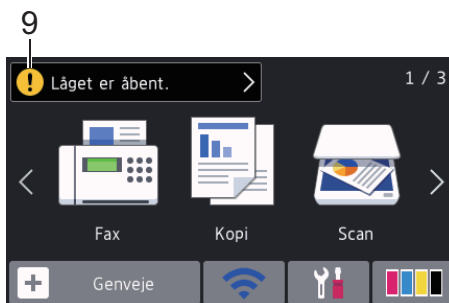 9
Låget er åbent.
1 / 3
Fax
Kopi
Scan
Genveje